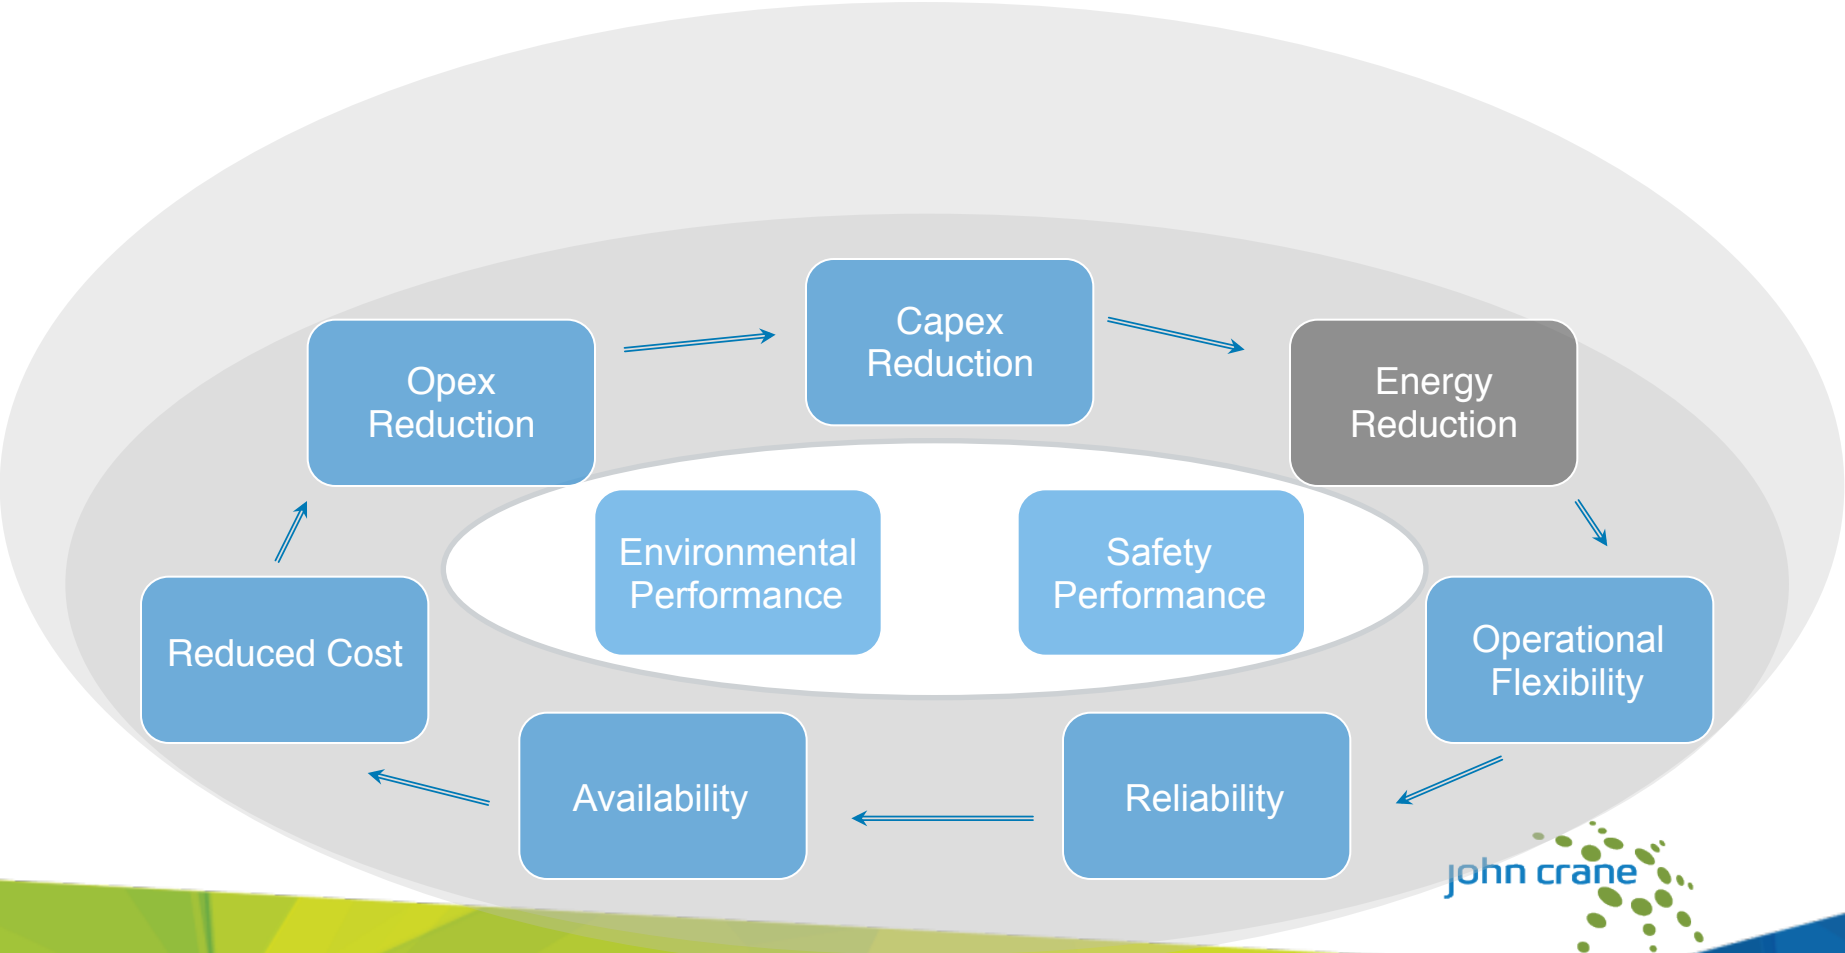 Capex
Reduction
Opex
Reduction
Energy
Reduction
Environmental
Performance
Safety
Performance
Reduced Cost
Operational
Flexibility
Availability
Reliability
john crane